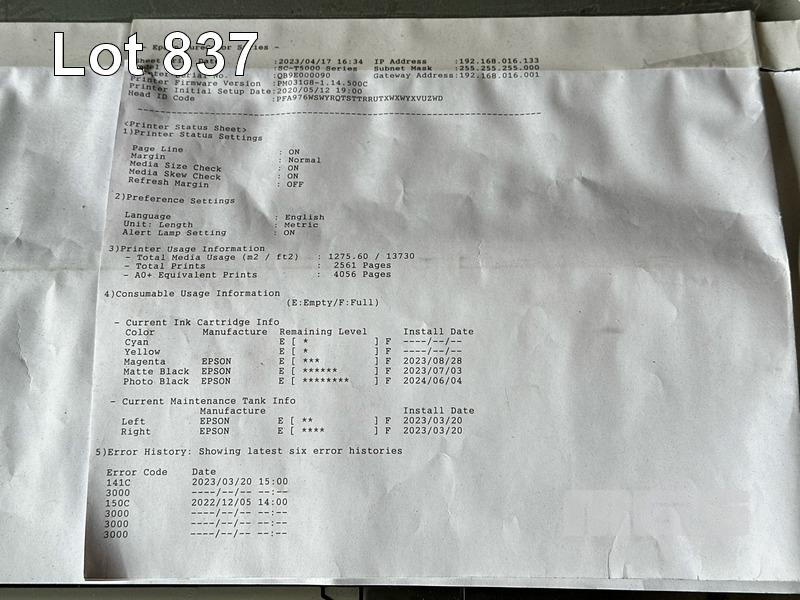 Lot 837
Series -
:2023/04/17 16:34 IP Address :192.168.016.133
:SC-T5000 Series Subnet Mask :255.255.255.000
Serial No. :QB9E000090 Gateway Address:192.168.016.001
Printer Firmware Version :PM031G8-1.14.500C
Printer Initial Setup Date:2020/05/12 19:00
Head ID Code :PFA976WSWYRQTSTTRRUTXWXWYXVUZWD
<Printer Status Sheet>
1)Printer Status Settings
Page Line : ON
Margin : Normal
Media Size Check : ON
Media Skew Check : ON
Refresh Margin : OFF
2)Preference Settings
Language : English
Unit: Length : Metric
Alert Lamp Setting : ON
3)Printer Usage Information
- Total Media Usage (m2 / ft2) : 1275.60 / 13730
- Total Prints : 2561 Pages
- A0+ Equivalent Prints : 4056 Pages
4)Consumable Usage Information
(E:Empty/F:Full)
- Current Ink Cartridge Info
Color Manufacture Remaining Level Install Date
Cyan E [ * ] F ----/--/--
Yellow E [ * ] F ----/--/--
Magenta EPSON E [ *** ] F 2023/08/28
Matte Black EPSON E [ ****** ] F 2023/07/03
Photo Black EPSON E [ ******** ] F 2024/06/04
- Current Maintenance Tank Info
Manufacture Install Date
Left EPSON E [ ** ] F 2023/03/20
Right EPSON E [ **** ] F 2023/03/20
5)Error History: Showing latest six error histories
Error Code Date
141C 2023/03/20 15:00
3000 ----/--/-- --:--
150C 2022/12/05 14:00
3000 ----/--/-- --:--
3000 ----/--/-- --:--
3000 ----/--/-- --:--